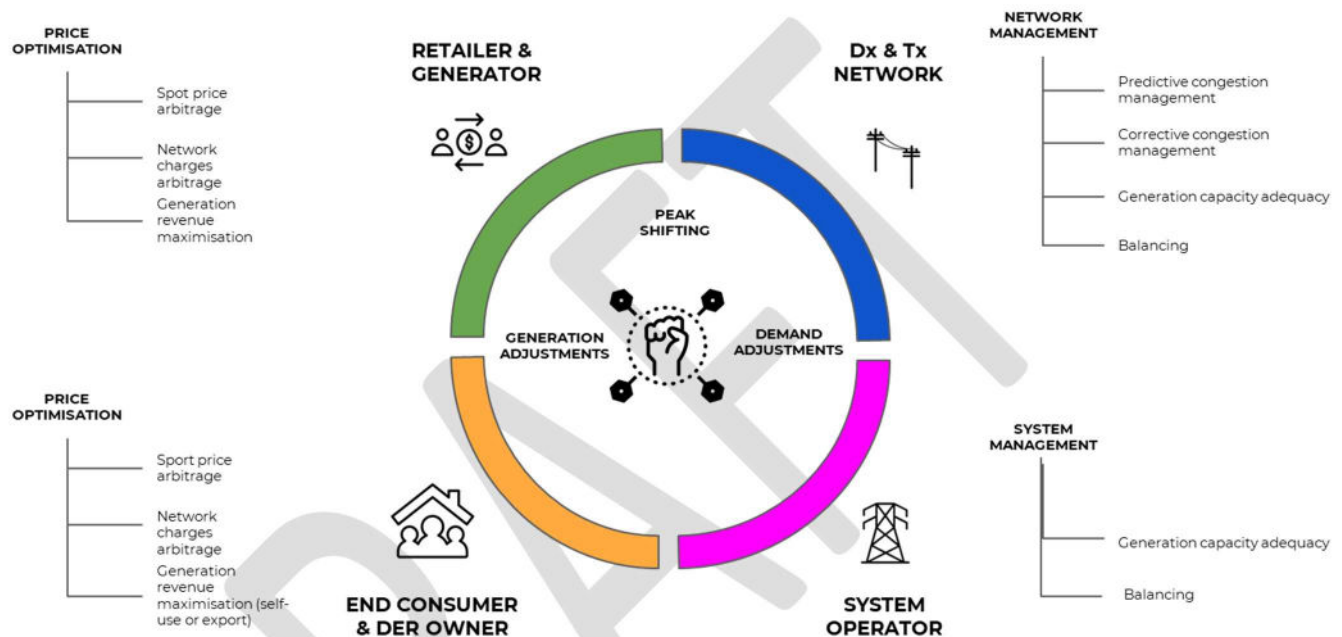 PRICE
OPTIMISATION
Spot price
arbitrage
Network
charges
arbitrage
Generation
revenue
maximisation
RETAILER &
GENERATOR
$
Dx & Tx
NETWORK
NETWORK
MANAGEMENT
Predictive congestion
management
Corrective congestion
management
Generation capacity adequacy
Balancing
PEAK
SHIFTING
GENERATION
ADJUSTMENTS
DEMAND
ADJUSTMENTS
PRICE
OPTIMISATION
Sport price
arbitrage
Network
charges
arbitrage
Generation
revenue
maximisation (self-
use or export)
END CONSUMER
& DER OWNER
SYSTEM
OPERATOR
SYSTEM
MANAGEMENT
Generation capacity adequacy
Balancing
DRAFT